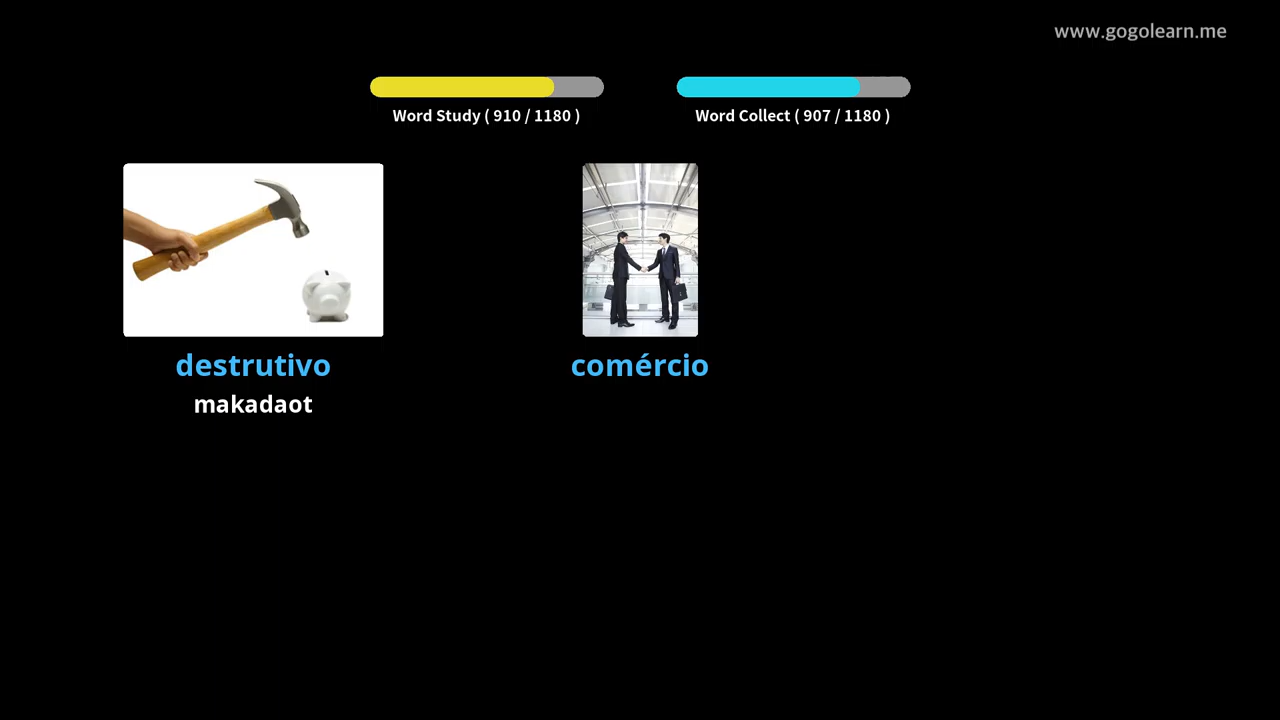 www.gogolearn.me
Word Study ( 910 / 1180 )
Word Collect ( 907 / 1180 )
destrutivo
comércio
makadaot